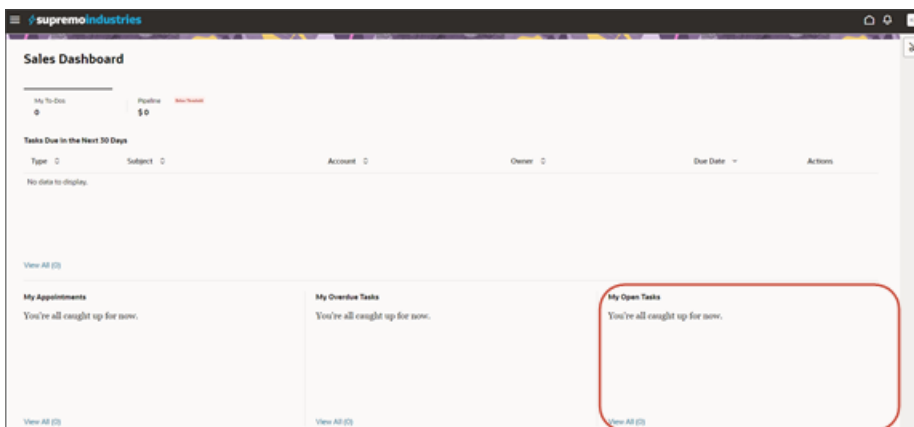 supremoindustries
Sales Dashboard
My To-Dos
0
Pipeline
Below Threshold
$ 0
Tasks Due in the Next 30 Days
Type Subject Account Owner Due Date Actions
No data to display.
View All (0)
My Appointments
You're all caught up for now.
View All (0)
My Overdue Tasks
You're all caught up for now.
View All (0)
My Open Tasks
You're all caught up for now.
View All (0)